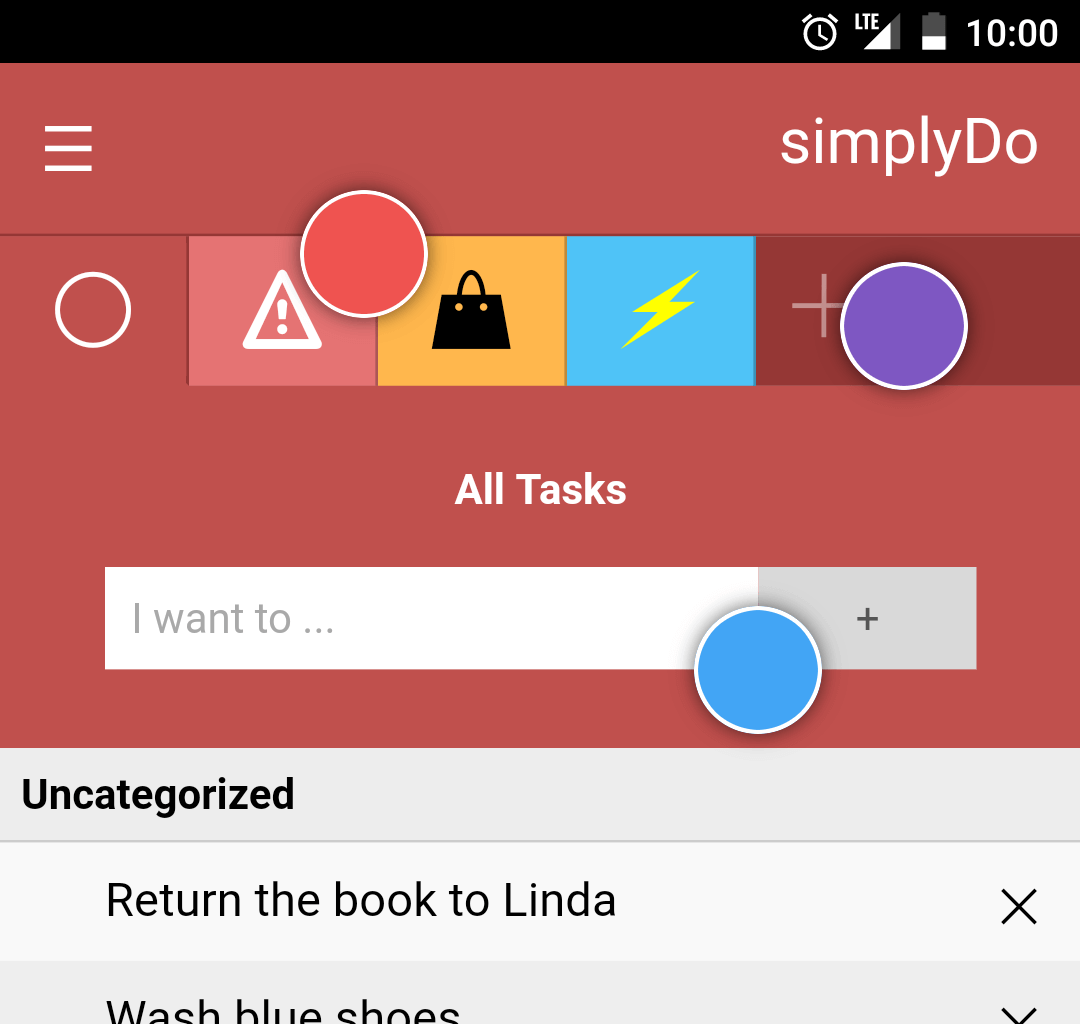 LTE 10:00
simplyDo
All Tasks
I want to ... +
Uncategorized
Return the book to Linda
Wash blue shoes